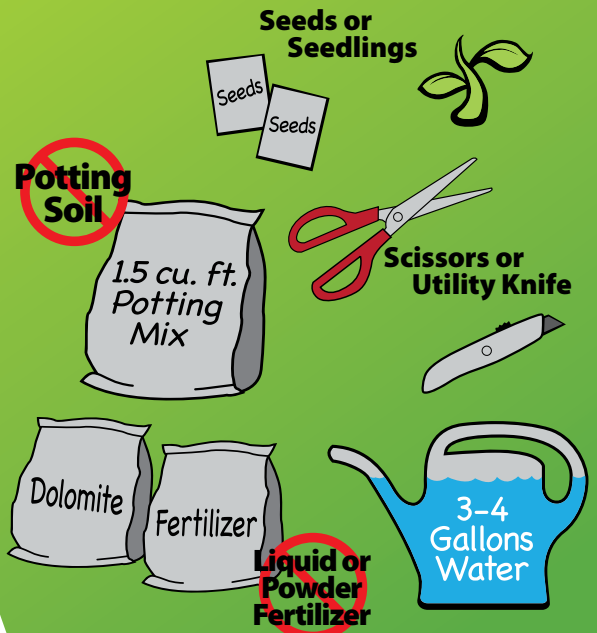 Seeds or
Seedlings
Seeds
Seeds
Potting
Soil
1.5 cu. ft.
Potting
Mix
Scissors or
Utility Knife
Dolomite
Fertilizer
Liquid or
Powder
Fertilizer
3–4
Gallons
Water